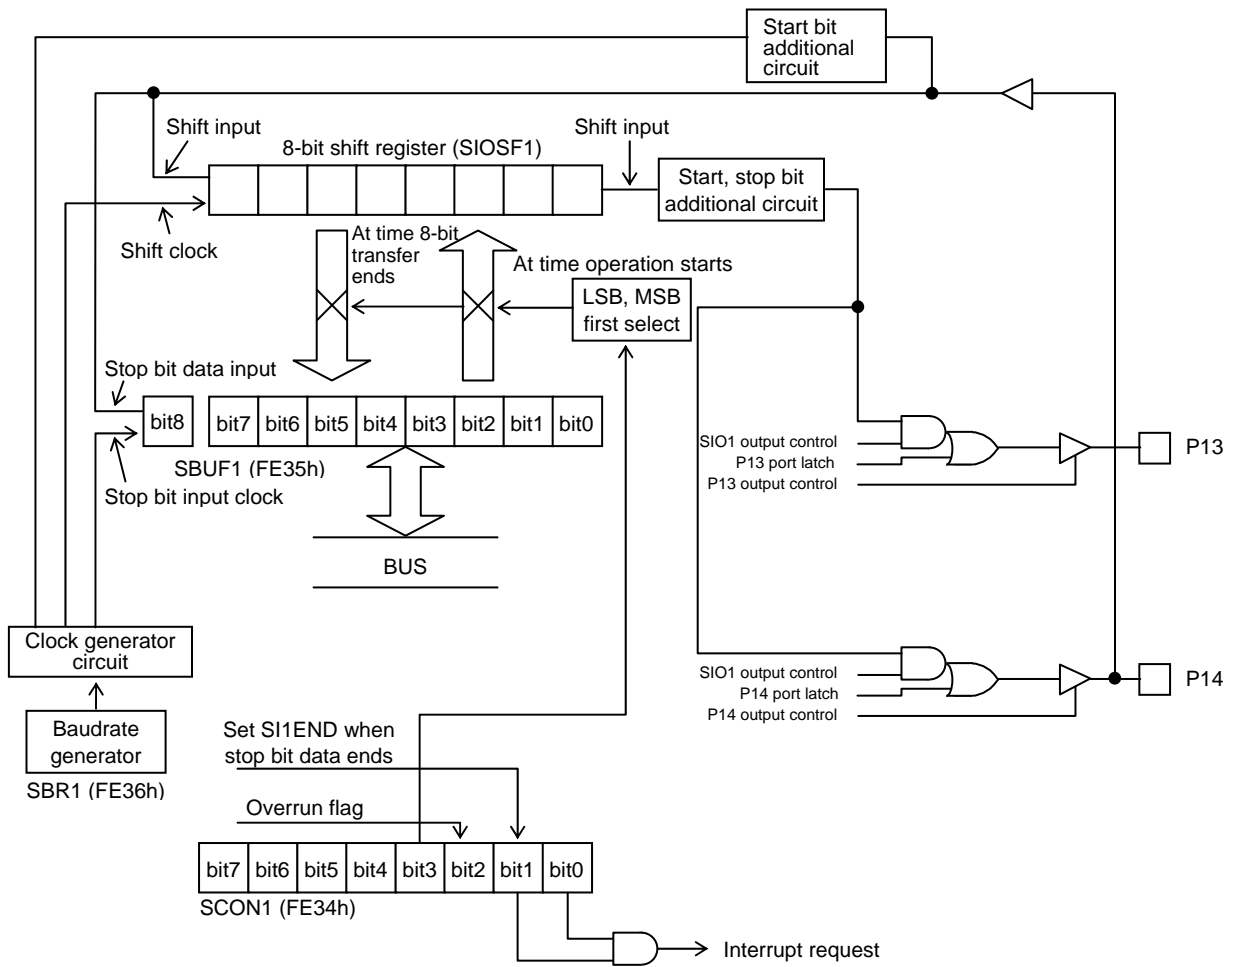 Start bit
additional
circuit
Shift input
Shift input
8-bit shift register (SIOSF1)
Start, stop bit
additional circuit
Shift clock
At time 8-bit
transfer
ends
At time operation starts
LSB, MSB
first select
Stop bit data input
bit8
bit7 bit6 bit5 bit4 bit3 bit2 bit1 bit0
SBUF1 (FE35h)
Stop bit input clock
BUS
SIO1 output control
P13 port latch
P13 output control
P13
Clock generator
circuit
SIO1 output control
P14 port latch
P14 output control
P14
Baudrate
generator
SBR1 (FE36h)
Set SI1END when
stop bit data ends
Overrun flag
bit7 bit6 bit5 bit4 bit3 bit2 bit1 bit0
SCON1 (FE34h)
Interrupt request